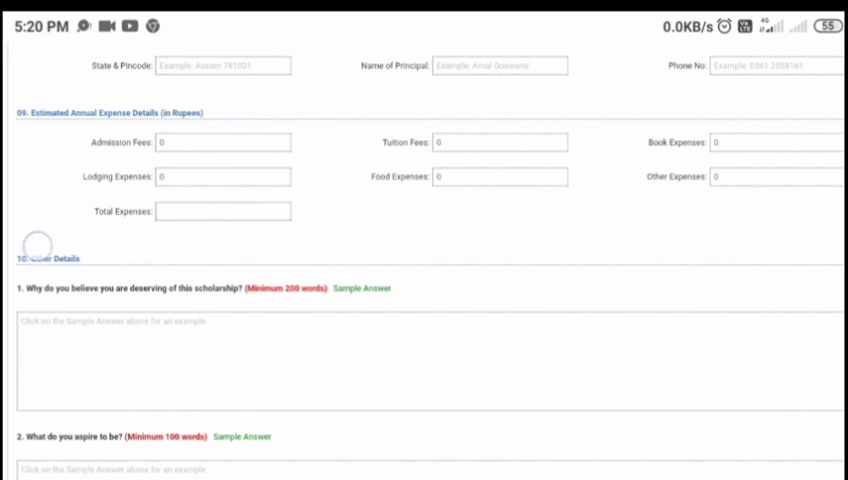 5:20 PM 0.0KB/s Vo LTE 4G 55
State & Pincode: Example: Assam 781001 Name of Principal: Example: Amal Goswami Phone No: Example: 0361 2558161
09. Estimated Annual Expense Details (in Rupees)
Admission Fees: 0 Tuition Fees: 0 Book Expenses: 0
Lodging Expenses: 0 Food Expenses: 0 Other Expenses: 0
Total Expenses:
10. Other Details
1. Why do you believe you are deserving of this scholarship? (Minimum 200 words) Sample Answer
Click on the Sample Answer above for an example
2. What do you aspire to be? (Minimum 100 words) Sample Answer
Click on the Sample Answer above for an example